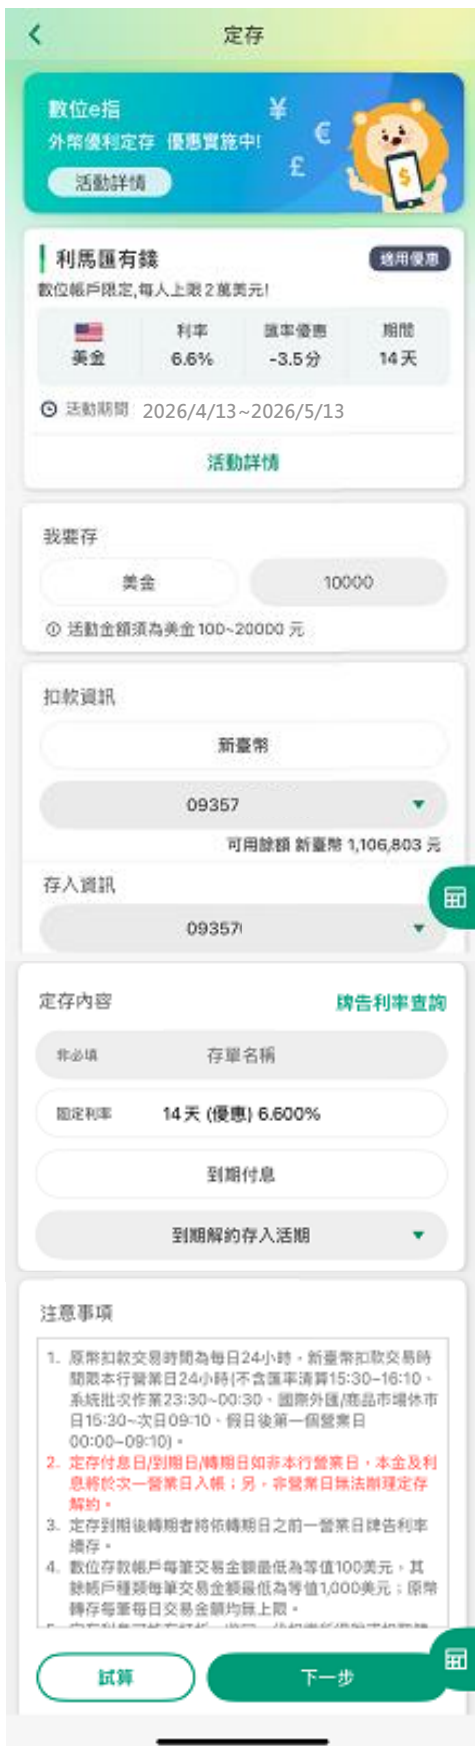 定存
數位e指
外幣優利定存 優惠實施中!
活動詳情
¥
€
£
$
利馬匯有錢
適用優惠
數位帳戶限定,每人上限2萬美元!
美金
利率
6.6%
匯率優惠
-3.5分
期間
14天
活動期間 2026/4/13~2026/5/13
活動詳情
我要存
美金
10000
活動金額須為美金100~20000 元
扣款資訊
新臺幣
09357
可用餘額 新臺幣 1,106,803 元
存入資訊
09357
定存內容
牌告利率查詢
非必填
存單名稱
固定利率
14天 (優惠) 6.600%
到期付息
到期解約存入活期
注意事項
1. 原幣扣款交易時間為每日24小時,新臺幣扣款交易時
間限本行營業日24小時(不含匯率清算15:30~16:10、
系統批次作業23:30~00:30、國際外匯/商品市場休市
日15:30~次日09:10、假日後第一個營業日
00:00~09:10)。
2. 定存付息日/到期日/轉期日如非本行營業日,本金及利
息將於次一營業日入帳;另,非營業日無法辦理定存
解約。
3. 定存到期後轉期者將依轉期日之前一營業日牌告利率
續存。
4. 數位存款帳戶每筆交易金額最低為等值100美元,其
餘帳戶種類每筆交易金額最低為等值1,000美元;原幣
轉存每筆每日交易金額均無上限。
試算
下一步